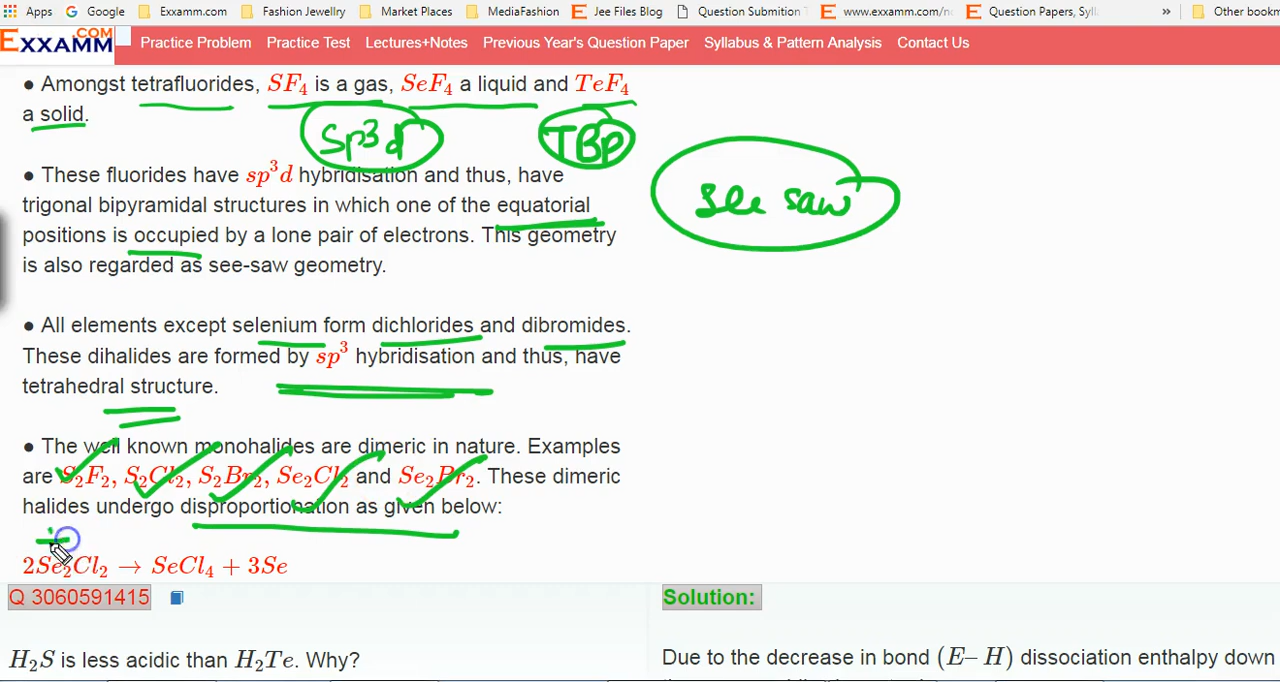 Apps Google Exxamm.com Fashion Jewellry Market Places MediaFashion Jee Files Blog Question Submition T www.exxamm.com/n Question Papers, Syl » Other bookm
EXXAMM.COM Practice Problem Practice Test Lectures+Notes Previous Year's Question Paper Syllabus & Pattern Analysis Contact Us
● Amongst tetrafluorides, SF₄ is a gas, SeF₄ a liquid and TeF₄
a solid.
Sp³d TBP
● These fluorides have sp³d hybridisation and thus, have
see saw
trigonal bipyramidal structures in which one of the equatorial
positions is occupied by a lone pair of electrons. This geometry
is also regarded as see-saw geometry.
● All elements except selenium form dichlorides and dibromides.
These dihalides are formed by sp³ hybridisation and thus, have
tetrahedral structure.
● The well known monohalides are dimeric in nature. Examples
are S₂F₂, S₂Cl₂, S₂Br₂, Se₂Cl₂ and Se₂Br₂. These dimeric
halides undergo disproportionation as given below:
2Se₂Cl₂ → SeCl₄ + 3Se
Q 3060591415
Solution:
H₂S is less acidic than H₂Te. Why?
Due to the decrease in bond (E– H) dissociation enthalpy down